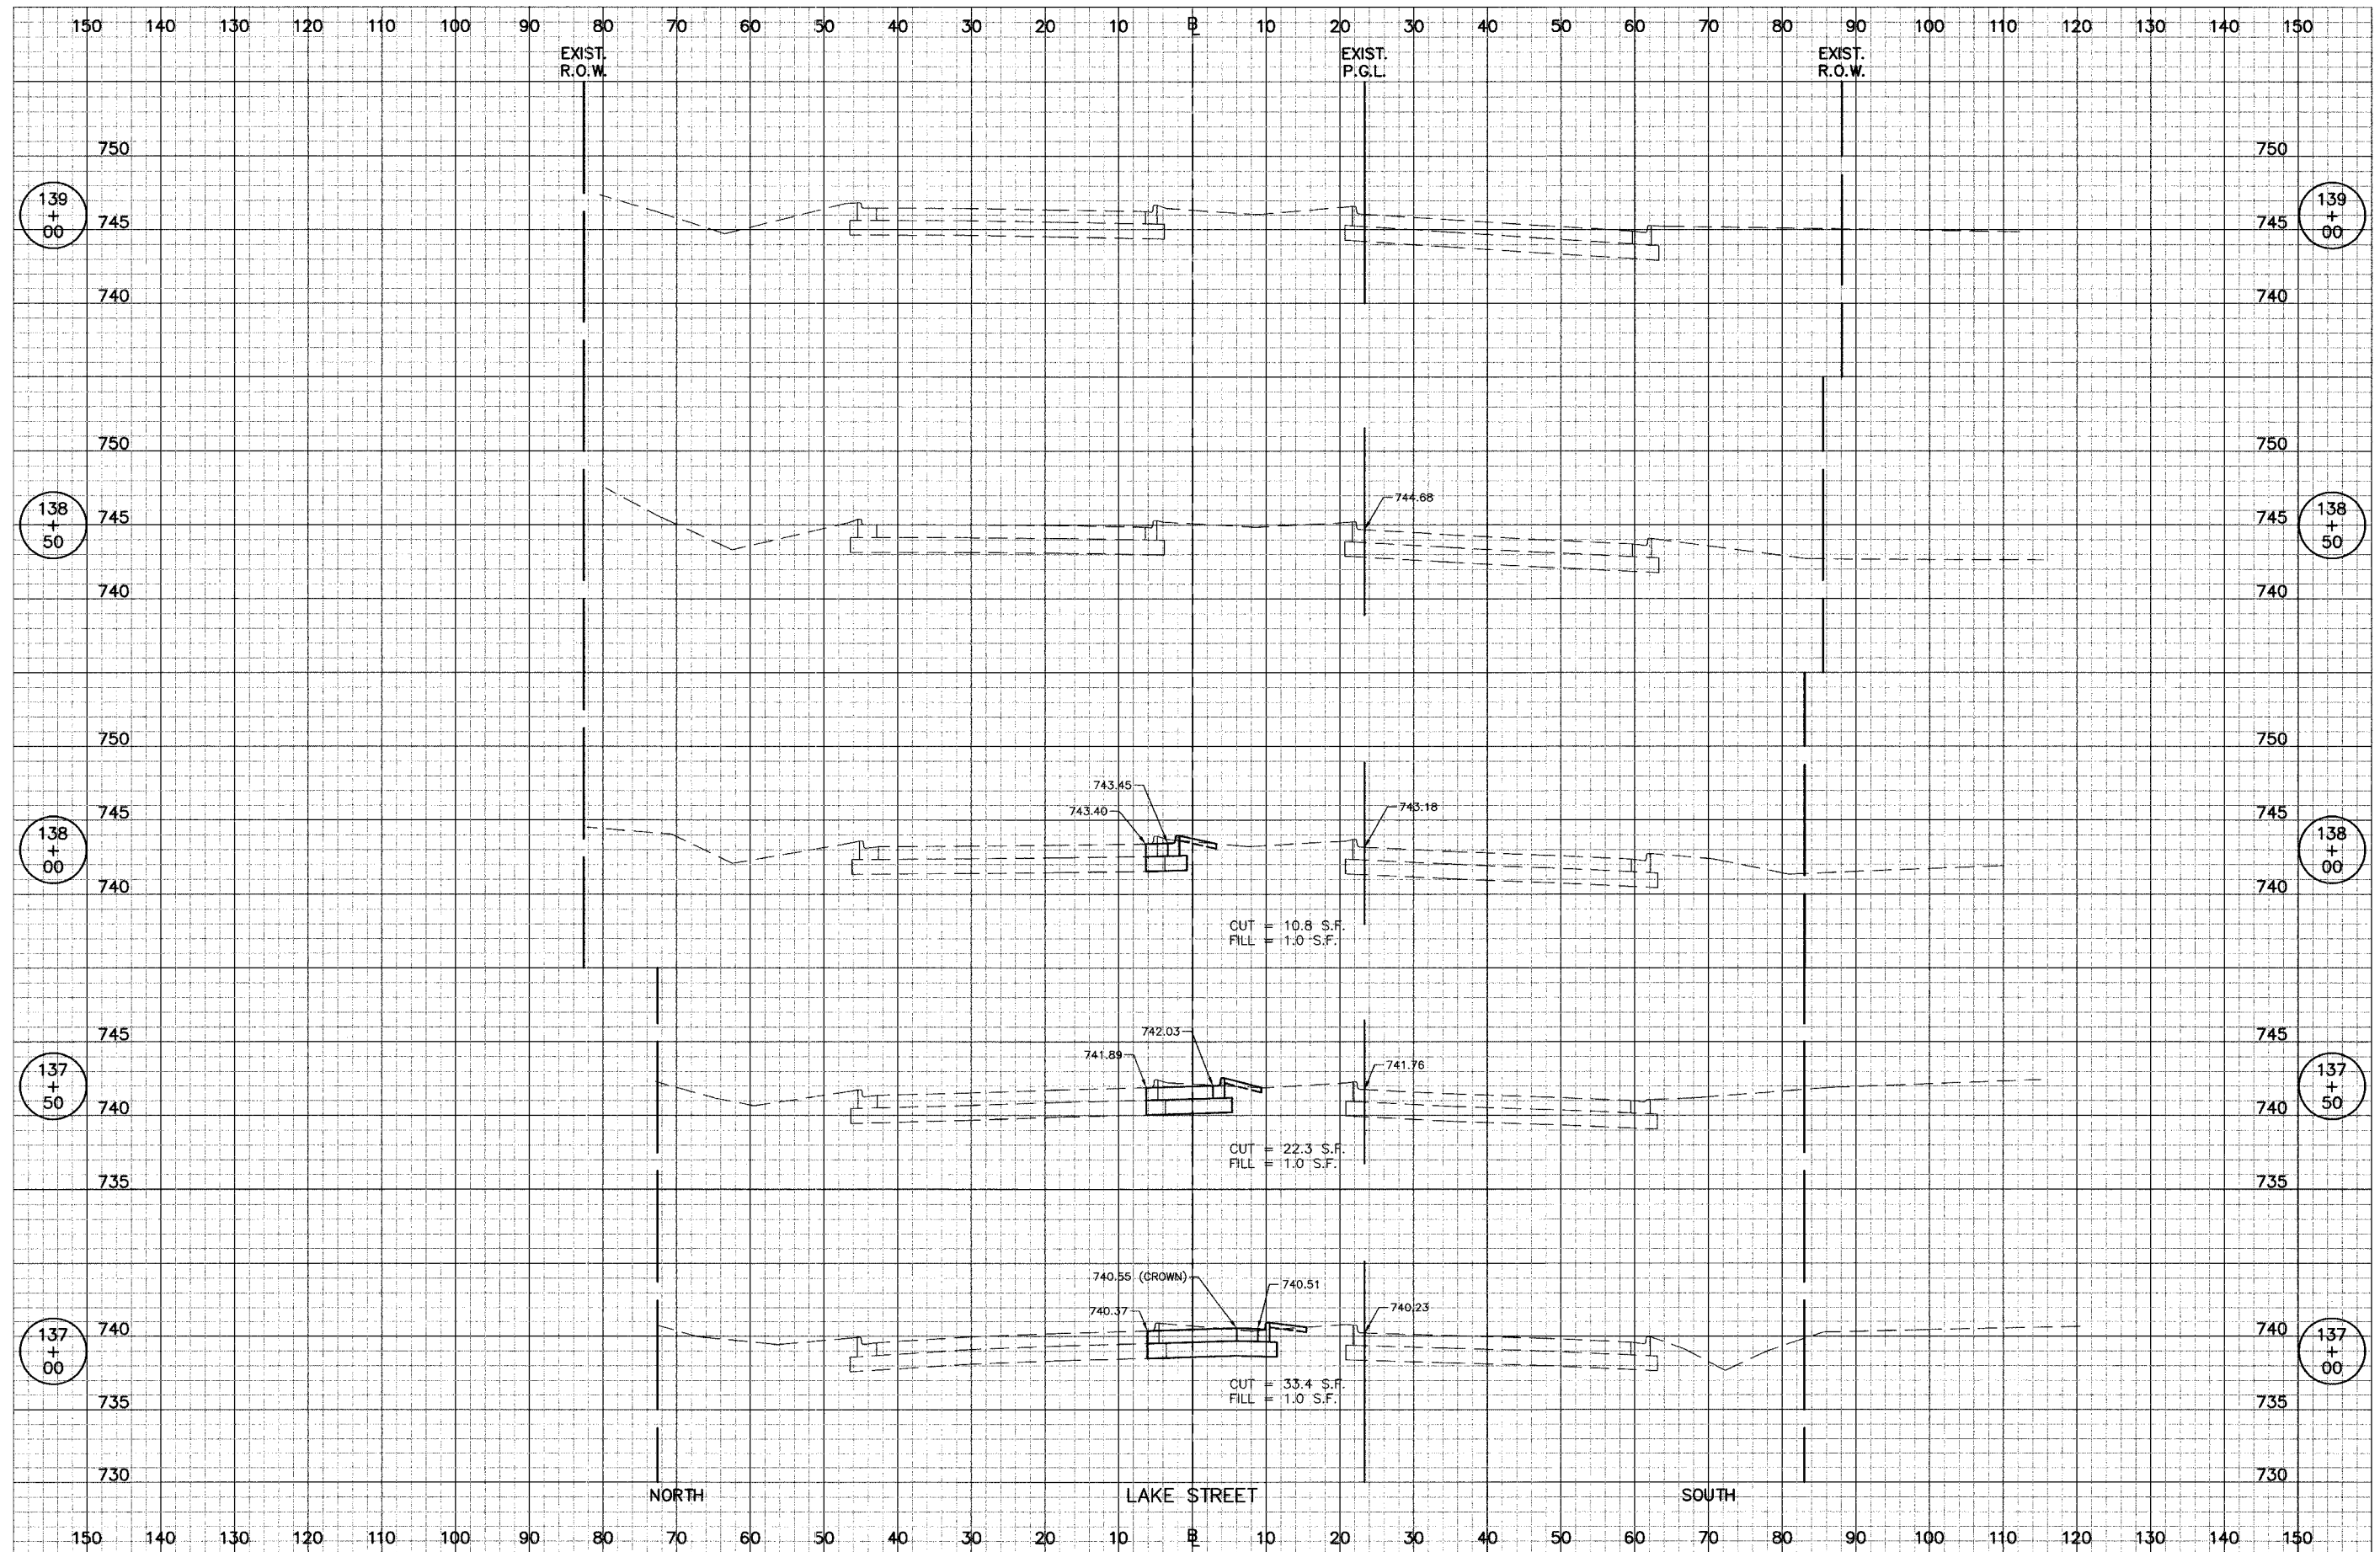 150 140 130 120 110 100 90 80 70 60 50 40 30 20 10 B 10 20 30 40 50 60 70 80 90 100 110 120 130 140 150
EXIST. EXIST. EXIST.
R.O.W. P.G.L. R.O.W.
750 750
139 139
+ 745 745 +
00 00
740 740
750 750
744.68
138 745 745 138
+ +
50 50
740 740
750 750
743.45
743.40 743.18
745 745
138 138
+ +
00 00
740 740
CUT = 10.8 S.F.
FILL = 1.0 S.F.
745 745
742.03
741.89 741.76
137 137
+ +
50 740 740 50
CUT = 22.3 S.F.
FILL = 1.0 S.F.
735 735
740.55 (CROWN) 740.51
740.37 740.23
137 740 740 137
+ +
00 00
CUT = 33.4 S.F.
FILL = 1.0 S.F.
735 735
730 730
NORTH LAKE STREET SOUTH
150 140 130 120 110 100 90 80 70 60 50 40 30 20 10 B 10 20 30 40 50 60 70 80 90 100 110 120 130 140 150